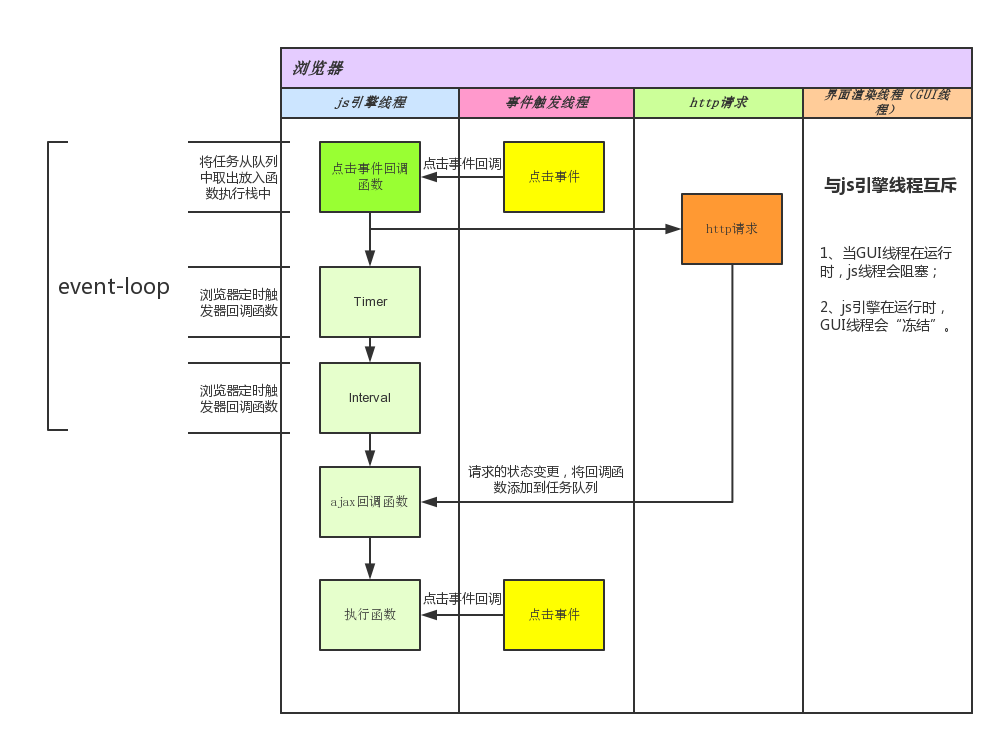 浏览器
js引擎线程
事件触发线程
http请求
界面渲染线程（GUI线
程）
将任务从队列
中取出放入函
数执行栈中
点击事件回调
函数
点击事件回调
点击事件
与js引擎线程互斥
http请求
event-loop
1、当GUI线程在运行
时，js线程会阻塞；
2、js引擎在运行时，
GUI线程会“冻结”。
浏览器定时触
发器回调函数
Timer
浏览器定时触
发器回调函数
Interval
请求的状态变更，将回调函
数添加到任务队列
ajax回调函数
执行函数
点击事件回调
点击事件